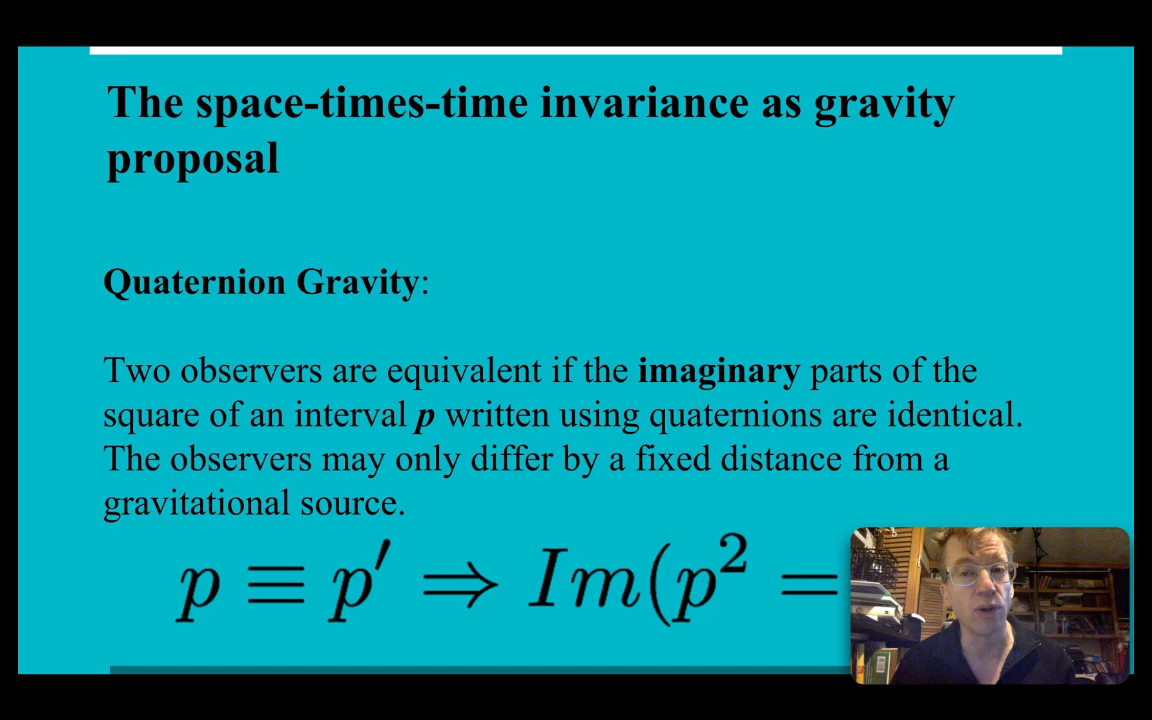 The space-times-time invariance as gravity
proposal
Quaternion Gravity:
Two observers are equivalent if the imaginary parts of the
square of an interval p written using quaternions are identical.
The observers may only differ by a fixed distance from a
gravitational source.
p ≡ p′ ⇒ Im(p² =